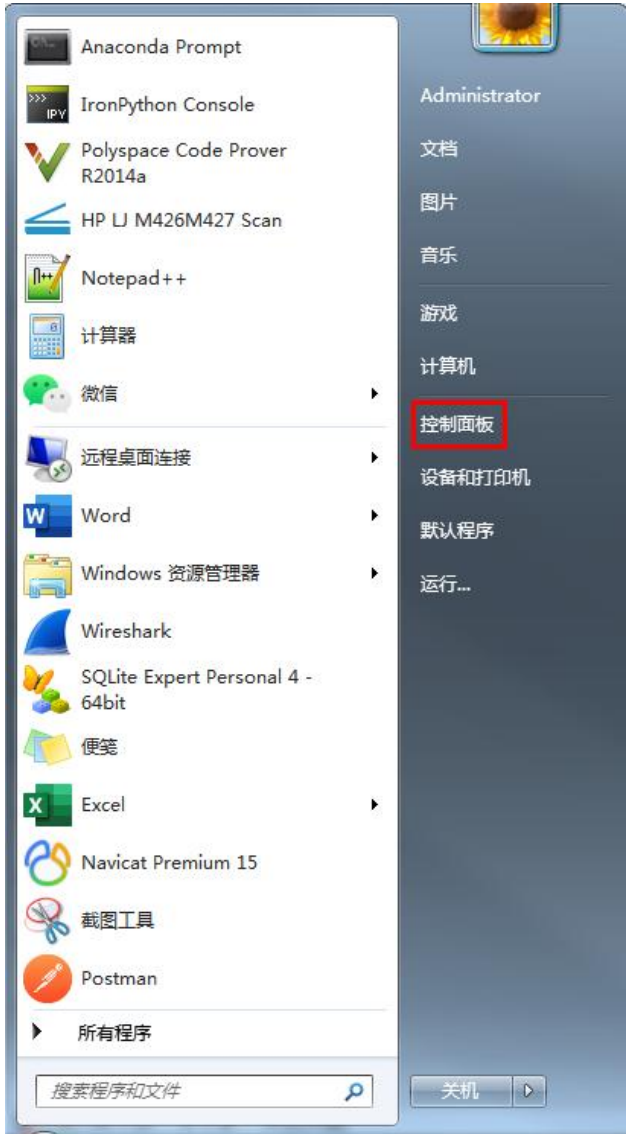 Anaconda Prompt
IronPython Console
Polyspace Code Prover
R2014a
HP LJ M426M427 Scan
Notepad++
计算器
微信
远程桌面连接
Word
Windows 资源管理器
Wireshark
SQLite Expert Personal 4 -
64bit
便笺
Excel
Navicat Premium 15
截图工具
Postman
所有程序
搜索程序和文件
Administrator
文档
图片
音乐
游戏
计算机
控制面板
设备和打印机
默认程序
运行...
关机